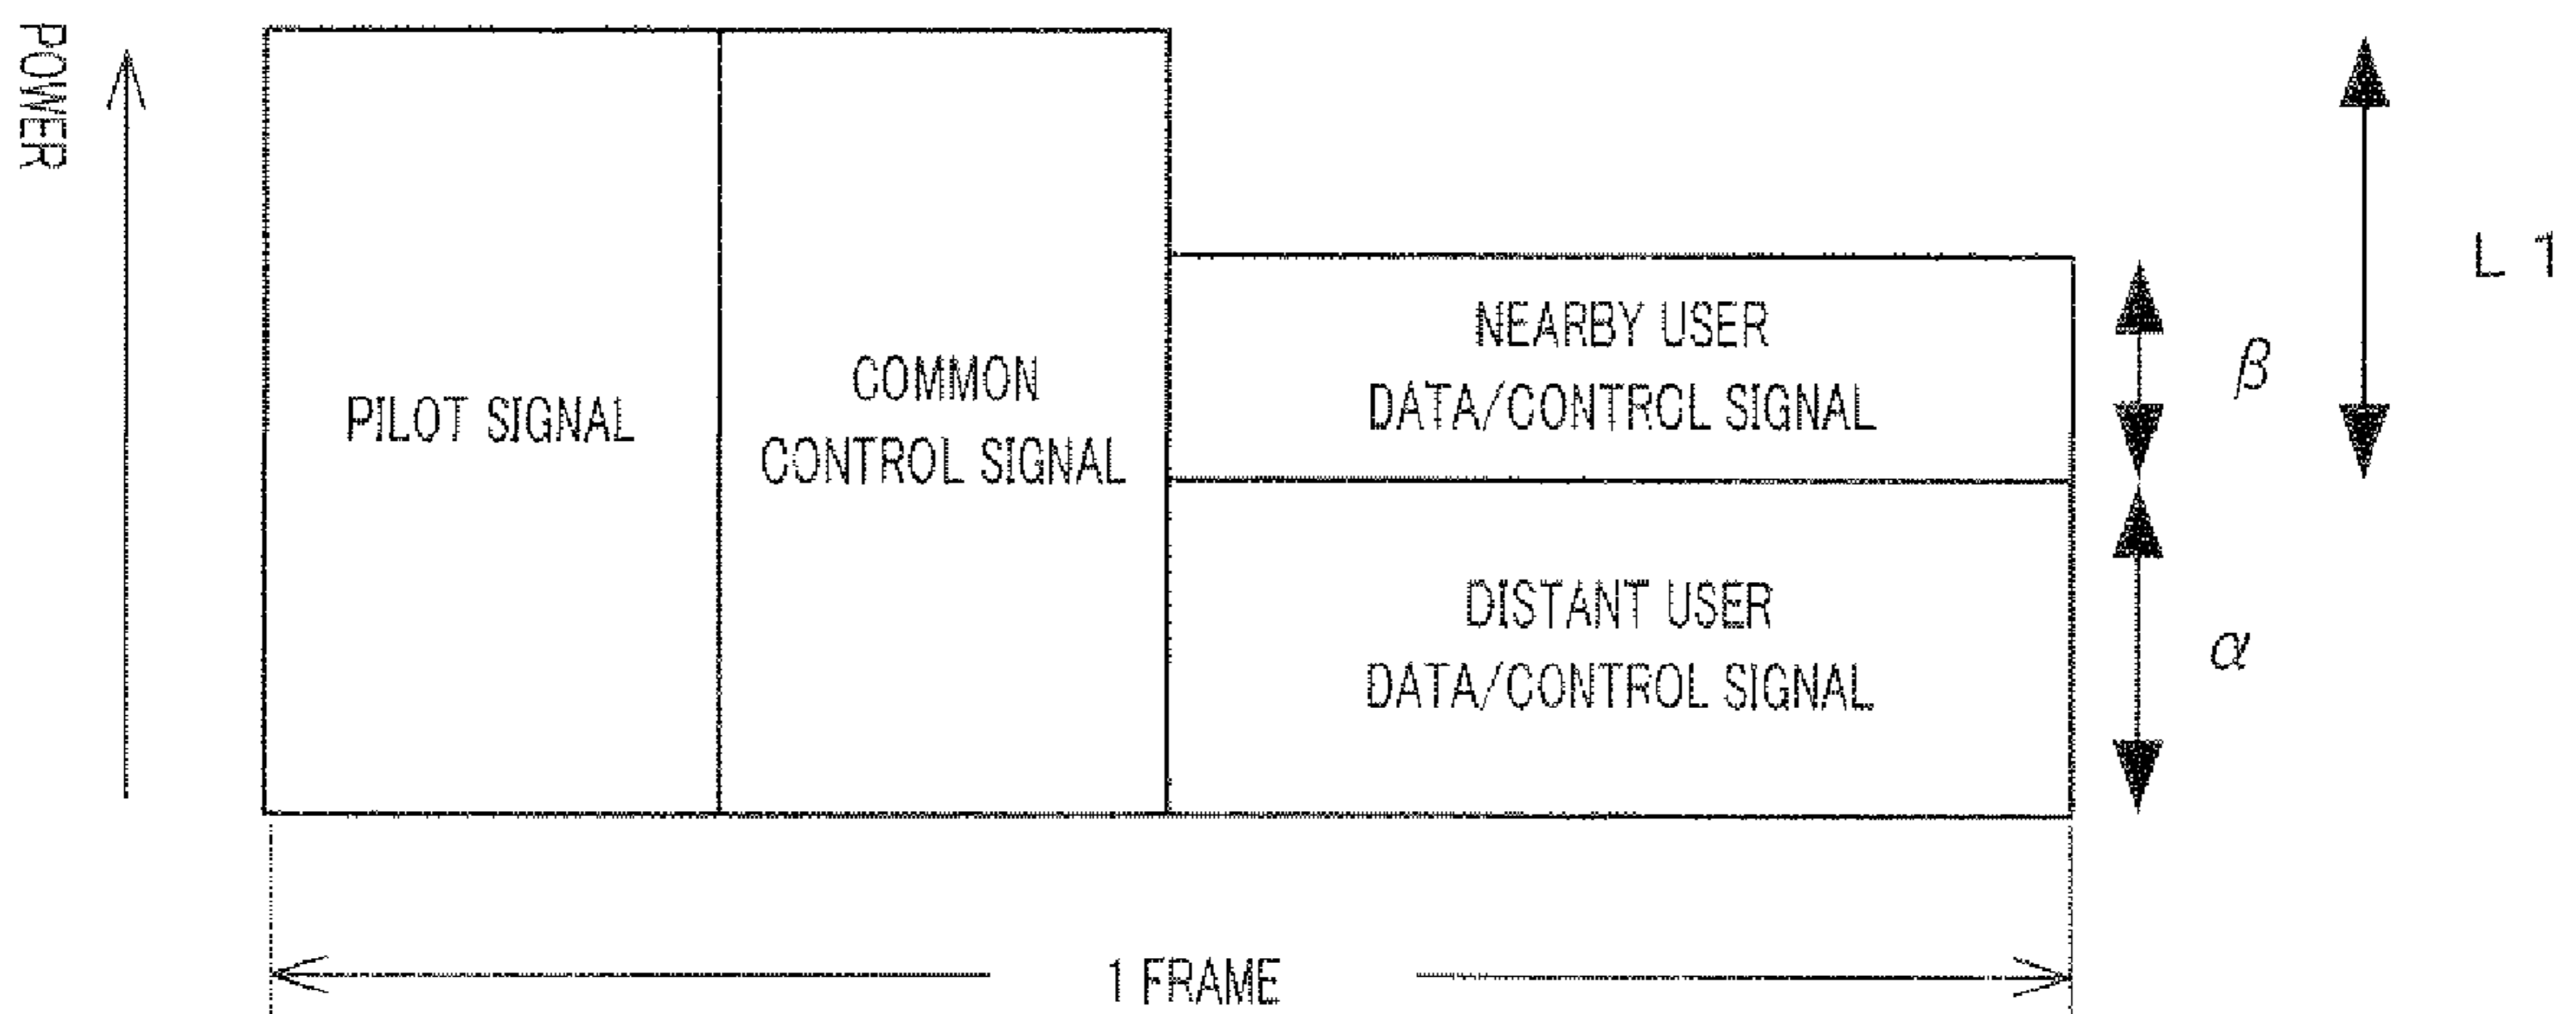 POWER
PILOT SIGNAL
COMMON
CONTROL SIGNAL
NEARBY USER
DATA/CONTROL SIGNAL
DISTANT USER
DATA/CONTROL SIGNAL
β
α
L 1
1 FRAME